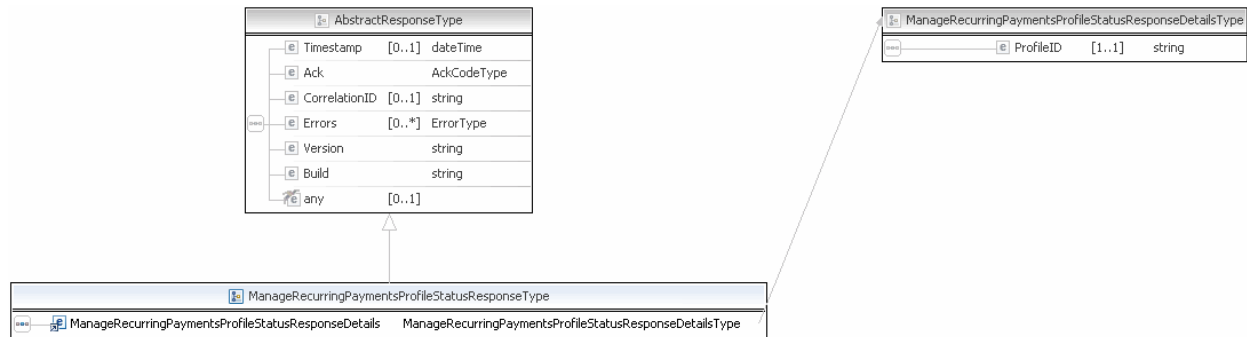 AbstractResponseType
Timestamp [0..1] dateTime
Ack AckCodeType
CorrelationID [0..1] string
Errors [0..*] ErrorType
Version string
Build string
any [0..1]
ManageRecurringPaymentsProfileStatusResponseDetailsType
ProfileID [1..1] string
ManageRecurringPaymentsProfileStatusResponseType
ManageRecurringPaymentsProfileStatusResponseDetails ManageRecurringPaymentsProfileStatusResponseDetailsType